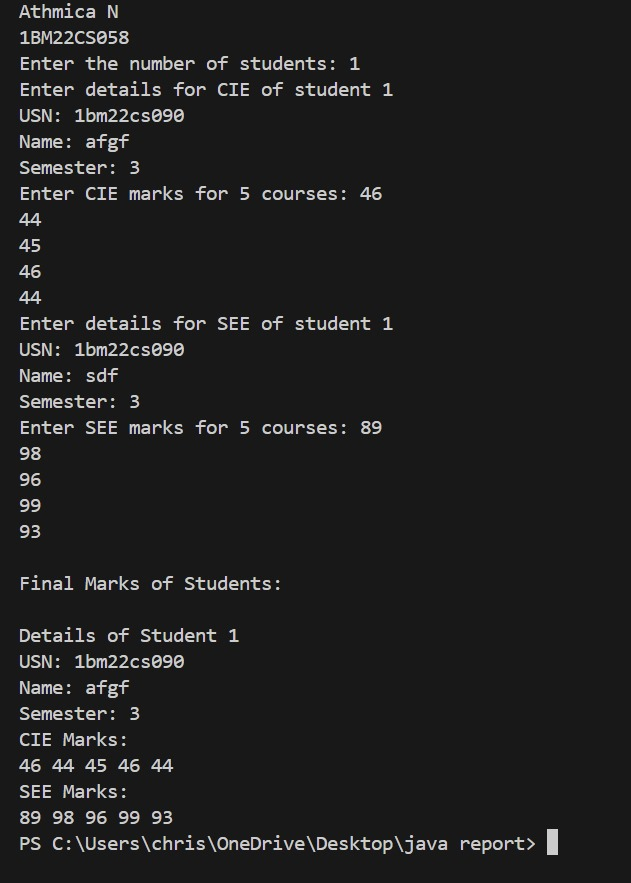 Athmica N
1BM22CS058
Enter the number of students: 1
Enter details for CIE of student 1
USN: 1bm22cs090
Name: afgf
Semester: 3
Enter CIE marks for 5 courses: 46
44
45
46
44
Enter details for SEE of student 1
USN: 1bm22cs090
Name: sdf
Semester: 3
Enter SEE marks for 5 courses: 89
98
96
99
93
Final Marks of Students:
Details of Student 1
USN: 1bm22cs090
Name: afgf
Semester: 3
CIE Marks:
46 44 45 46 44
SEE Marks:
89 98 96 99 93
PS C:\Users\chris\OneDrive\Desktop\java report>